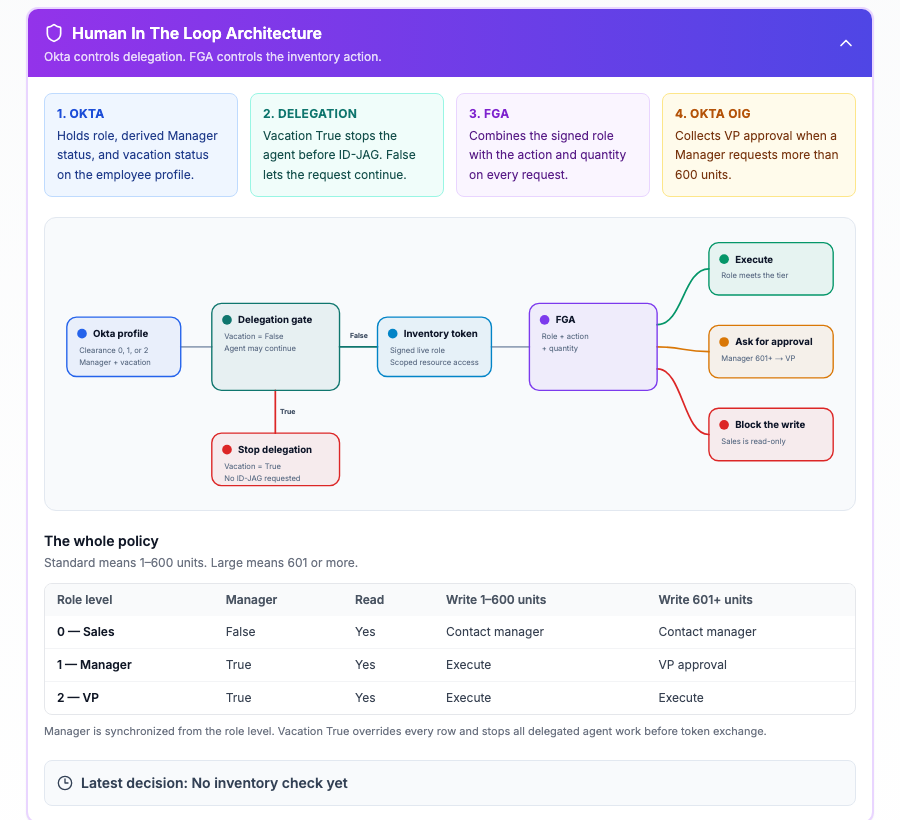 Human In The Loop Architecture
Okta controls delegation. FGA controls the inventory action.
1. OKTA
Holds role, derived Manager
status, and vacation status
on the employee profile.
2. DELEGATION
Vacation True stops the
agent before ID-JAG. False
lets the request continue.
3. FGA
Combines the signed role
with the action and quantity
on every request.
4. OKTA OIG
Collects VP approval when a
Manager requests more than
600 units.
Okta profile
Clearance 0, 1, or 2
Manager + vacation
Delegation gate
Vacation = False
Agent may continue
False
True
Stop delegation
Vacation = True
No ID-JAG requested
Inventory token
Signed live role
Scoped resource access
FGA
Role + action
+ quantity
Execute
Role meets the tier
Ask for approval
Manager 601+ → VP
Block the write
Sales is read-only
The whole policy
Standard means 1–600 units. Large means 601 or more.
Role level Manager Read Write 1–600 units Write 601+ units
0 — Sales False Yes Contact manager Contact manager
1 — Manager True Yes Execute VP approval
2 — VP True Yes Execute Execute
Manager is synchronized from the role level. Vacation True overrides every row and stops all delegated agent work before token exchange.
Latest decision: No inventory check yet